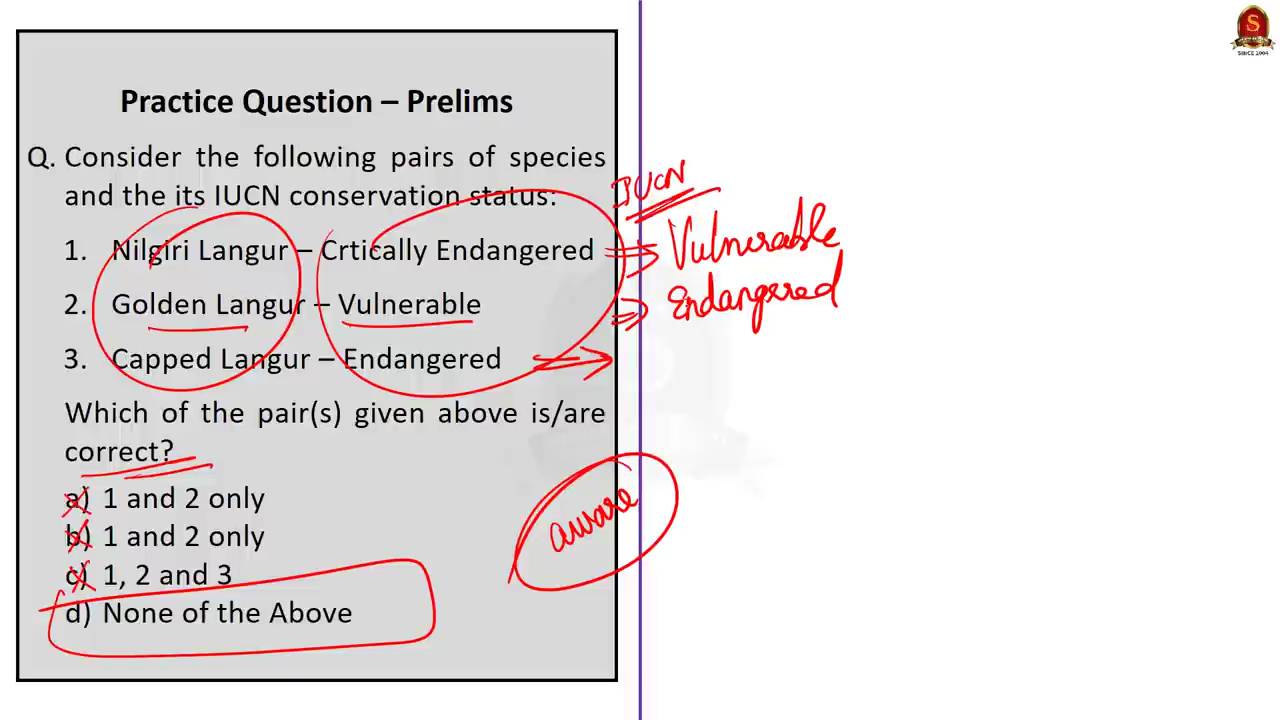 S
SINCE 2004
Practice Question – Prelims
Q. Consider the following pairs of species
and the its IUCN conservation status:
IUCN
1. Nilgiri Langur – Crtically Endangered ⇒ Vulnerable
2. Golden Langur – Vulnerable ⇒ Endangered
3. Capped Langur – Endangered
Which of the pair(s) given above is/are
correct?
a) 1 and 2 only
b) 1 and 2 only
c) 1, 2 and 3
d) None of the Above
aware